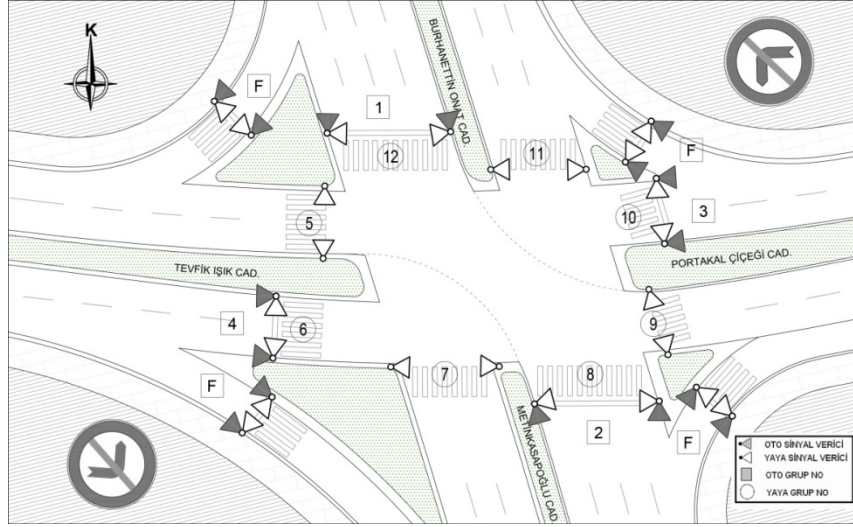 K
F
1
BURHANETTİN ONAT CAD.
12
11
F
10
3
5
TEVFİK IŞIK CAD.
PORTAKAL ÇİÇEĞİ CAD.
4
6
9
7
8
F
METİNKASAPOĞLU CAD.
2
F
OTO SİNYAL VERİCİ
YAYA SİNYAL VERİCİ
OTO GRUP NO
YAYA GRUP NO